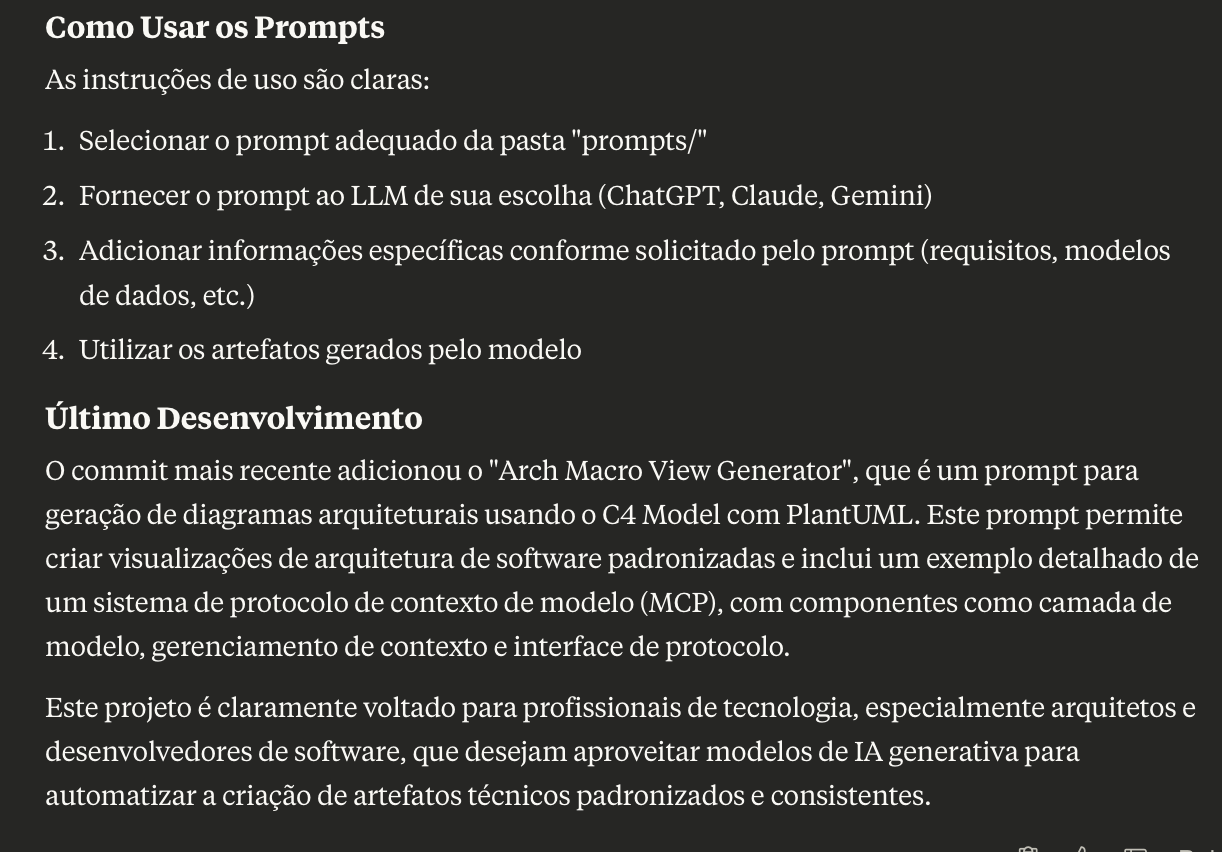 Como Usar os Prompts
As instruções de uso são claras:
1. Selecionar o prompt adequado da pasta "prompts/"
2. Fornecer o prompt ao LLM de sua escolha (ChatGPT, Claude, Gemini)
3. Adicionar informações específicas conforme solicitado pelo prompt (requisitos, modelos
de dados, etc.)
4. Utilizar os artefatos gerados pelo modelo
Último Desenvolvimento
O commit mais recente adicionou o "Arch Macro View Generator", que é um prompt para
geração de diagramas arquiteturais usando o C4 Model com PlantUML. Este prompt permite
criar visualizações de arquitetura de software padronizadas e inclui um exemplo detalhado de
um sistema de protocolo de contexto de modelo (MCP), com componentes como camada de
modelo, gerenciamento de contexto e interface de protocolo.
Este projeto é claramente voltado para profissionais de tecnologia, especialmente arquitetos e
desenvolvedores de software, que desejam aproveitar modelos de IA generativa para
automatizar a criação de artefatos técnicos padronizados e consistentes.